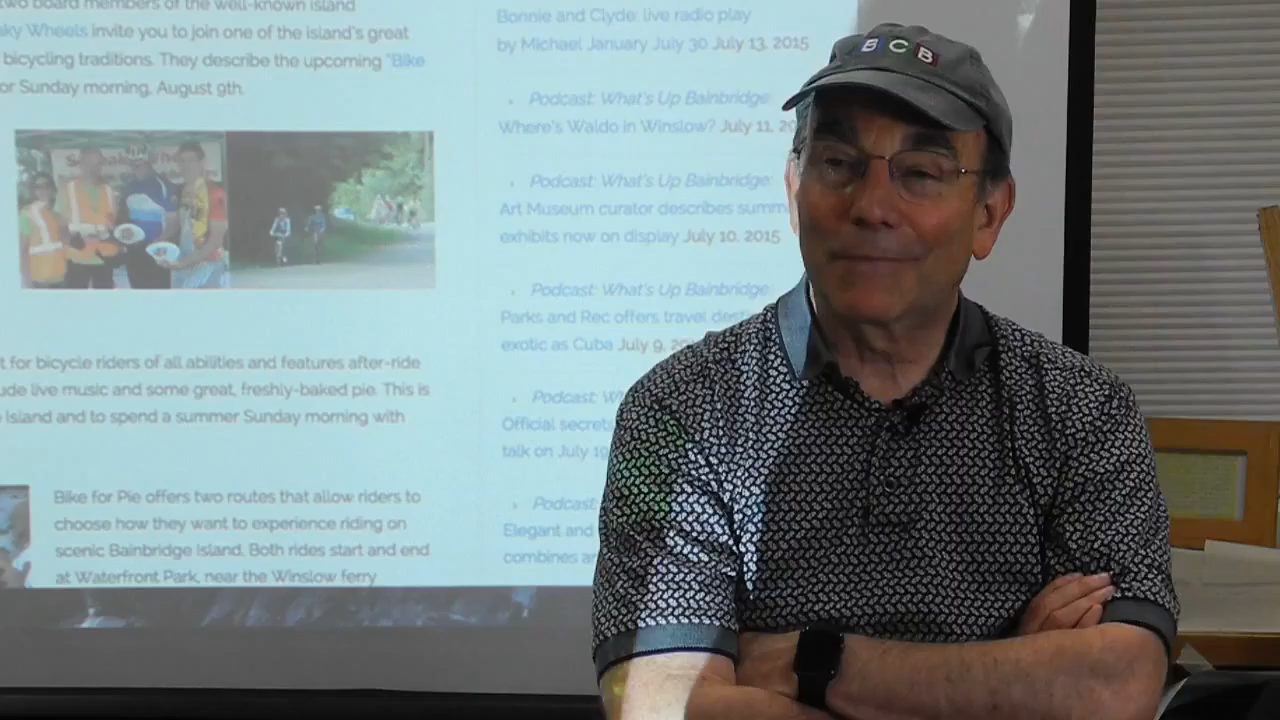 two board members of the well-known island
ky Wheels invite you to join one of the island's great
bicycling traditions. They describe the upcoming "Bike
or Sunday morning, August 9th.
t for bicycle riders of all abilities and features after-ride
ude live music and some great, freshly-baked pie. This is
Island and to spend a summer Sunday morning with
Bike for Pie offers two routes that allow riders to
choose how they want to experience riding on
scenic Bainbridge Island. Both rides start and end
at Waterfront Park, near the Winslow ferry
Bonnie and Clyde: live radio play
by Michael January July 30 July 13, 2015
Podcast: What's Up Bainbridge:
Where's Waldo in Winslow? July 11, 20
Podcast: What's Up Bainbridge:
Art Museum curator describes summ
exhibits now on display July 10, 2015
Podcast: What's Up Bainbridge:
Parks and Rec offers travel dest
exotic as Cuba July 9, 20
Podcast: W
Official secrets
talk on July 19
Podcast:
Elegant and
combines a
BCB